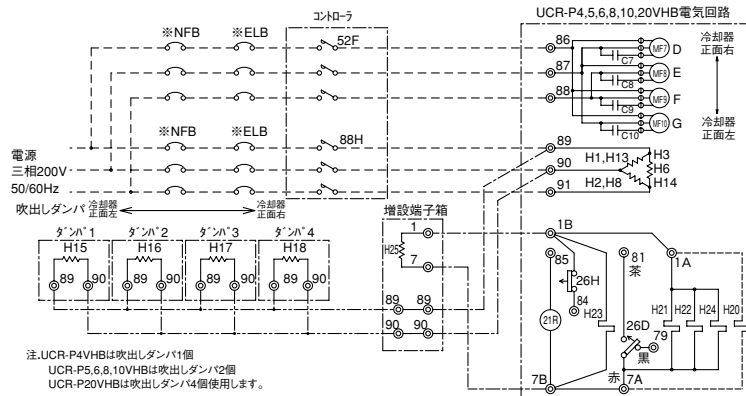 UCR-P4,5,6,8,10,20VHB電気回路
コントローラ
※NFB ※ELB
52F
86
87
88
MF7 D
C7
MF8 E
C8
MF9 F
C9
MF10 G
C10
冷却器
正面右
冷却器
正面左
※NFB ※ELB
88H
電源
三相200V
50/60Hz
89
90
91
H1,H13
H2,H8
H3
H6
H14
吹出しダンパ
冷却器
正面左
冷却器
正面右
増設端子箱
ダンパ1 ダンパ2 ダンパ3 ダンパ4
H15 H16 H17 H18
89 90 89 90 89 90 89 90
1
H25
7
89 89
90 90
1B
85
26H
84
21R
H23
81
茶
26D
79
黒
赤
1A
H21 H22 H24 H20
7B
7A
注.UCR-P4VHBは吹出しダンパ1個
UCR-P5,6,8,10VHBは吹出しダンパ2個
UCR-P20VHBは吹出しダンパ4個使用します。